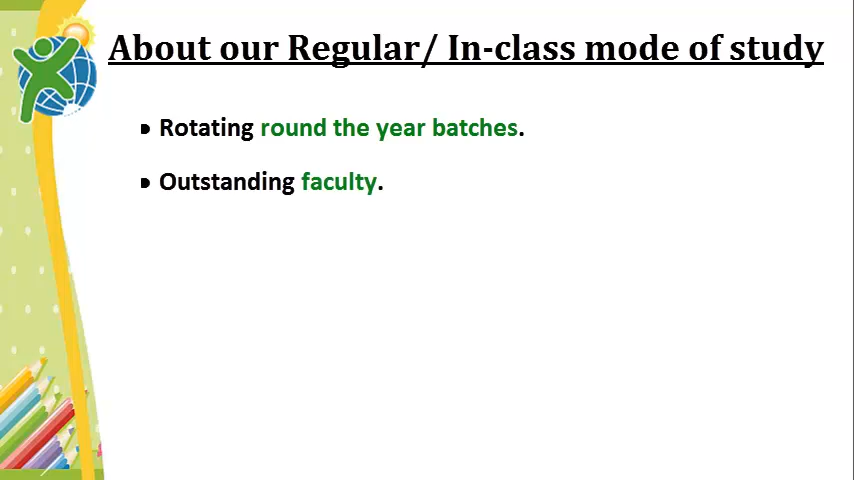 About our Regular/ In-class mode of study
Rotating round the year batches.
Outstanding faculty.